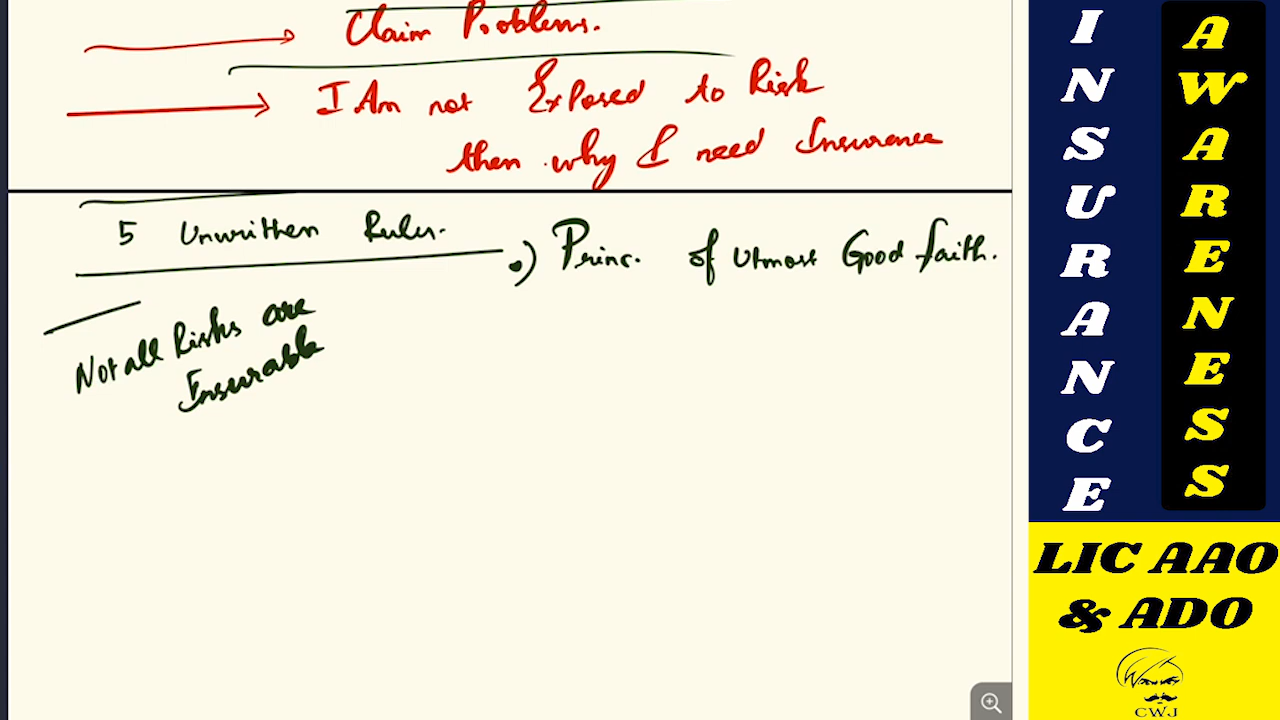 Claim Problems.
I Am not Exposed to Risk
then why I need Insurance
5 Unwritten Rules.
•) Princ. of Utmost Good faith.
Not all Risks are
Insurable
INSURANCE
AWARENESS
LIC AAO
& ADO
CWJ